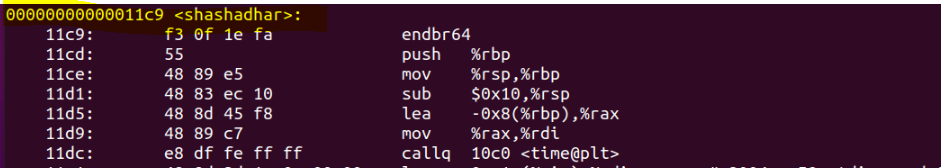 00000000000011c9 <shashadhar>:
11c9: f3 0f 1e fa endbr64
11cd: 55 push %rbp
11ce: 48 89 e5 mov %rsp,%rbp
11d1: 48 83 ec 10 sub $0x10,%rsp
11d5: 48 8d 45 f8 lea -0x8(%rbp),%rax
11d9: 48 89 c7 mov %rax,%rdi
11dc: e8 df fe ff ff callq 10c0 <time@plt>